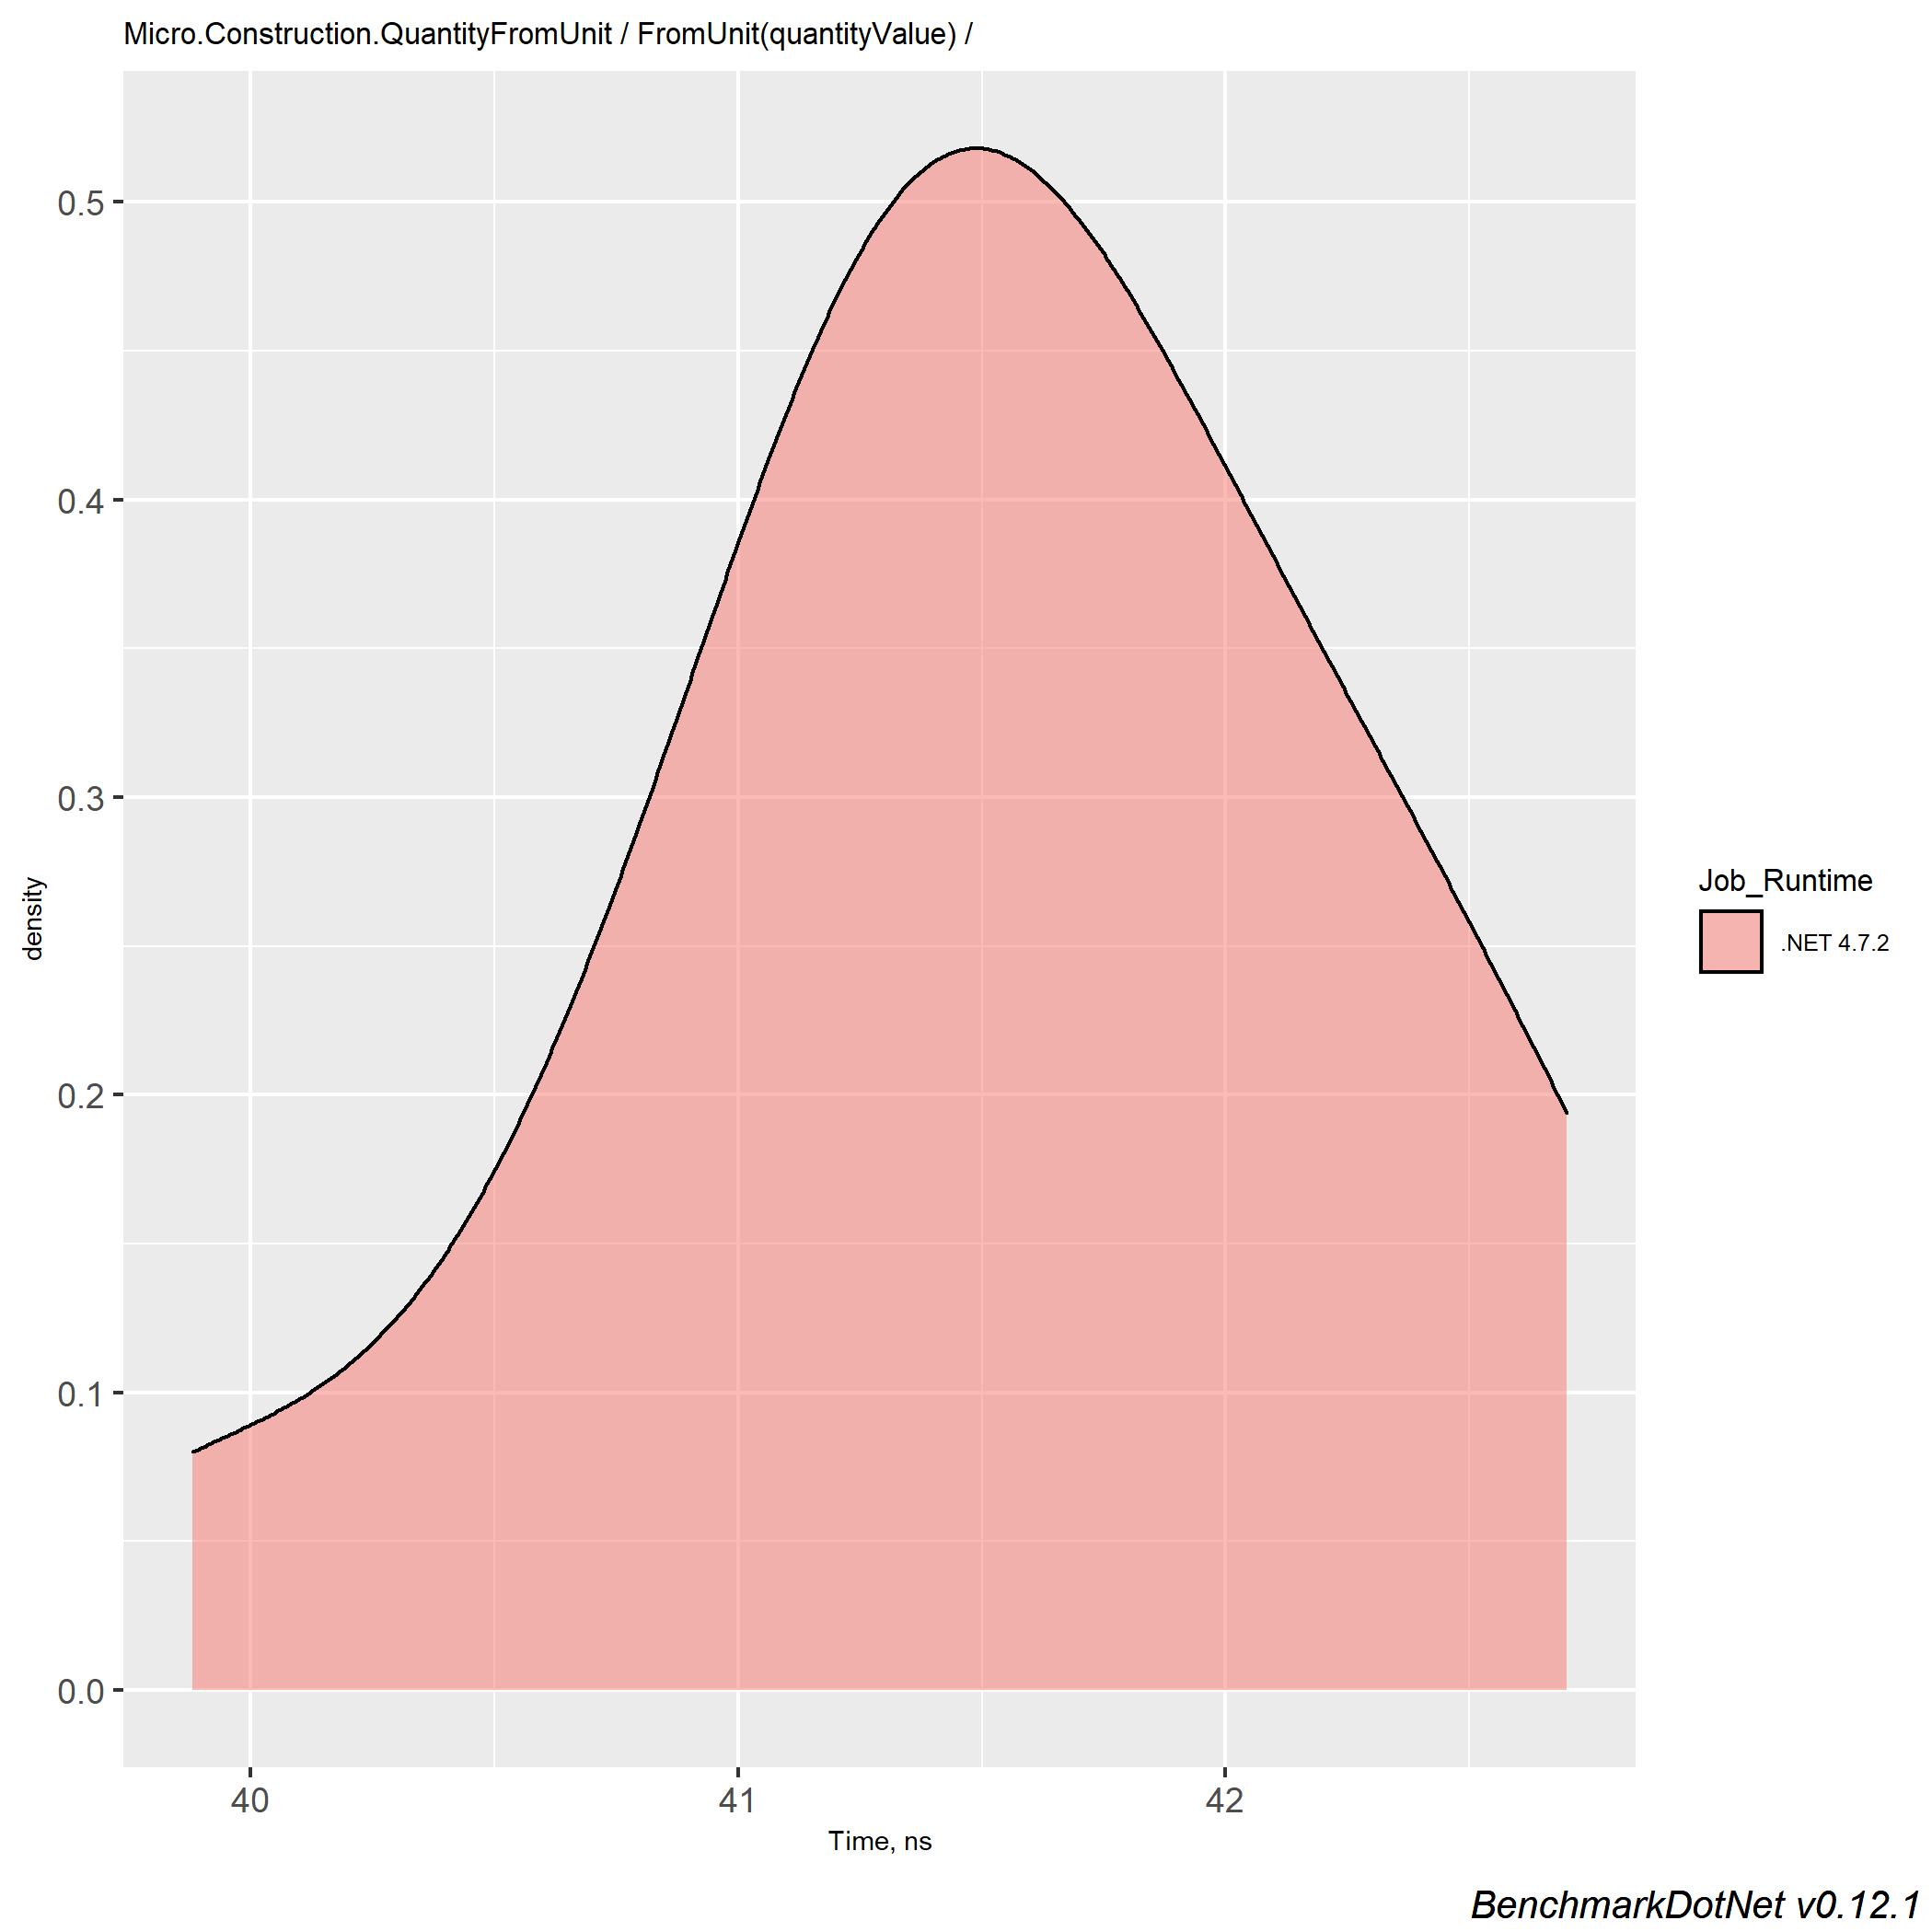 Micro.Construction.QuantityFromUnit / FromUnit(quantityValue) /
0.5
0.4
0.3
0.2
0.1
0.0
density
40 41 42
Time, ns
Job_Runtime
.NET 4.7.2
BenchmarkDotNet v0.12.1